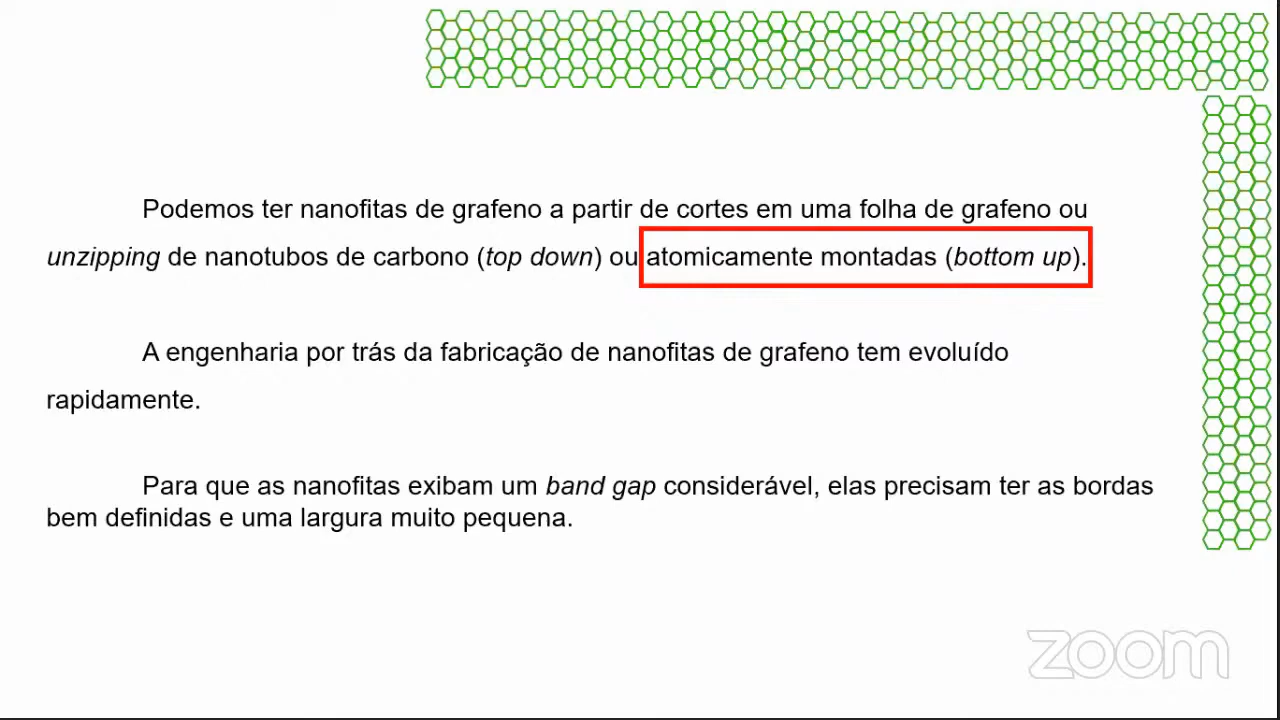 Podemos ter nanofitas de grafeno a partir de cortes em uma folha de grafeno ou
unzipping de nanotubos de carbono (top down) ou atomicamente montadas (bottom up).
A engenharia por trás da fabricação de nanofitas de grafeno tem evoluído
rapidamente.
Para que as nanofitas exibam um band gap considerável, elas precisam ter as bordas
bem definidas e uma largura muito pequena.
zoom